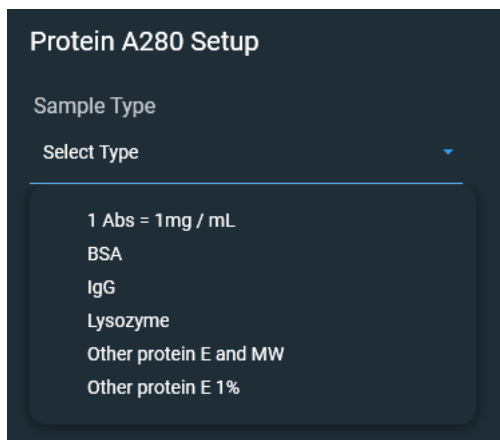 Protein A280 Setup
Sample Type
Select Type
1 Abs = 1mg / mL
BSA
IgG
Lysozyme
Other protein E and MW
Other protein E 1%